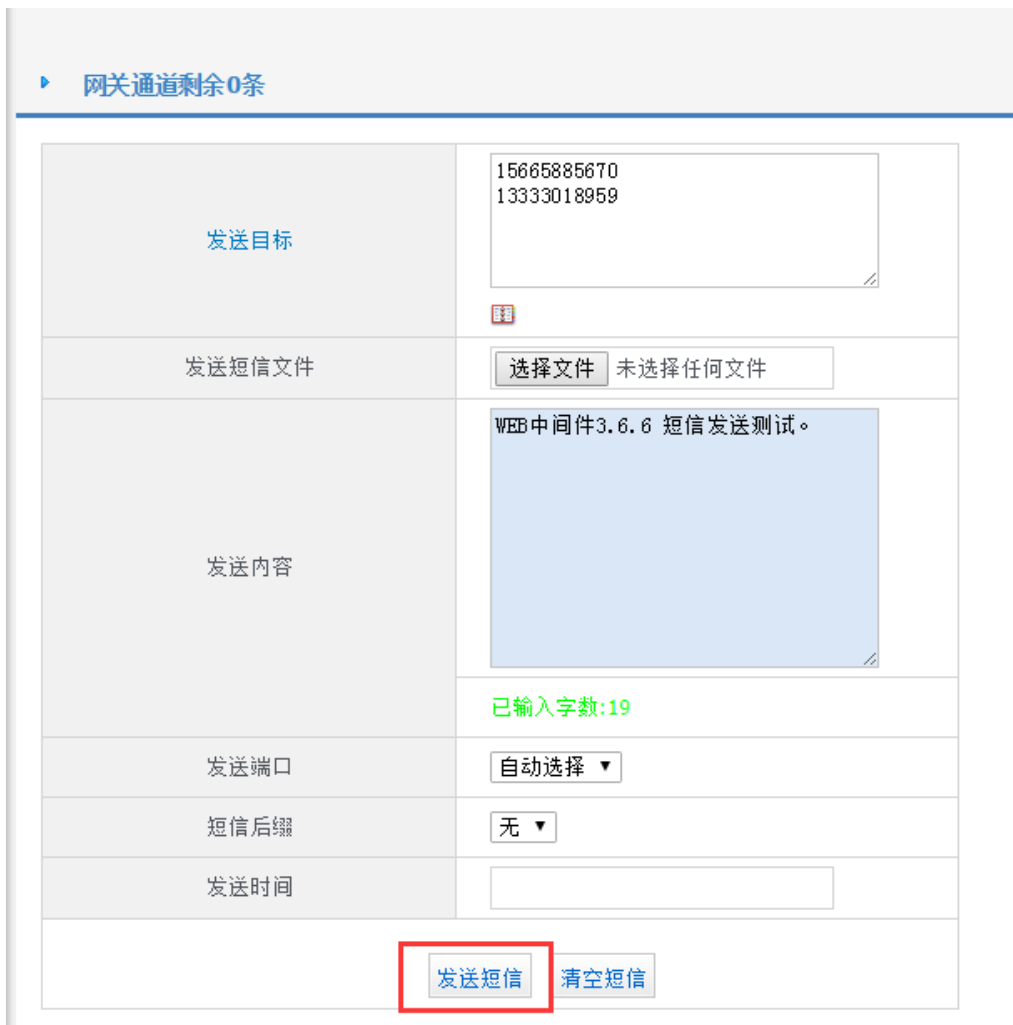 网关通道剩余0条
发送目标
15665885670
13333018959
发送短信文件
选择文件 未选择任何文件
发送内容
WEB中间件3.6.6 短信发送测试。
已输入字数:19
发送端口
自动选择
短信后缀
无
发送时间
发送短信 清空短信